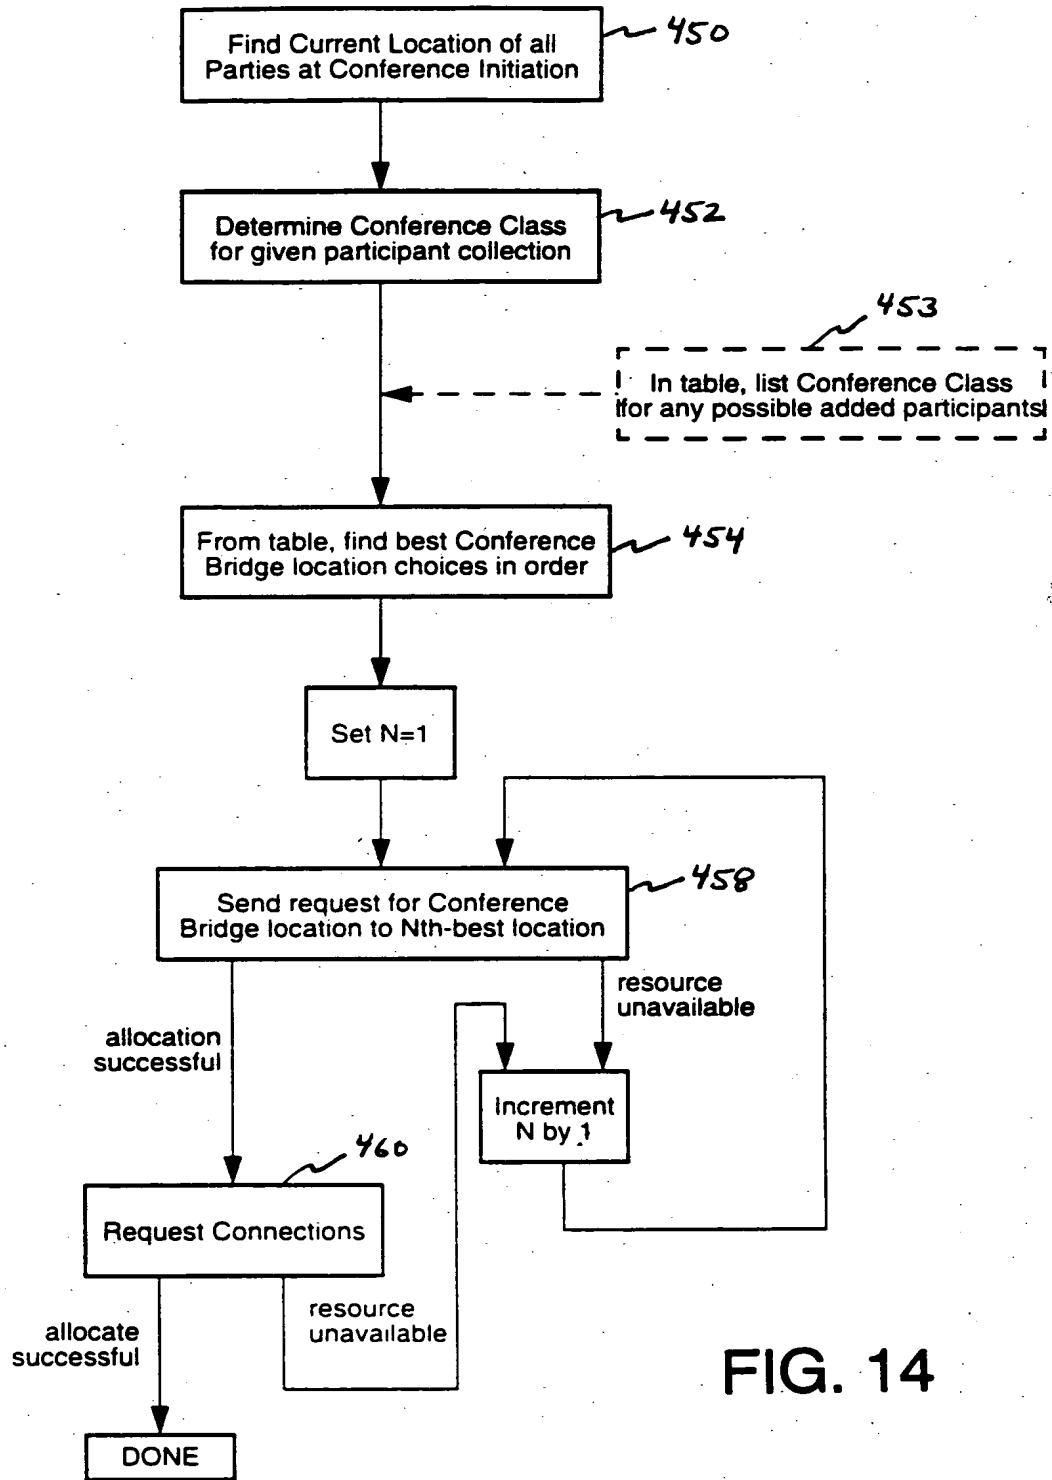 Find Current Location of all
Parties at Conference Initiation
450
Determine Conference Class
for given participant collection
452
453
In table, list Conference Class
for any possible added participants
From table, find best Conference
Bridge location choices in order
454
Set N=1
Send request for Conference
Bridge location to Nth-best location
458
resource
unavailable
allocation
successful
Increment
N by 1
460
Request Connections
resource
unavailable
allocate
successful
FIG. 14
DONE